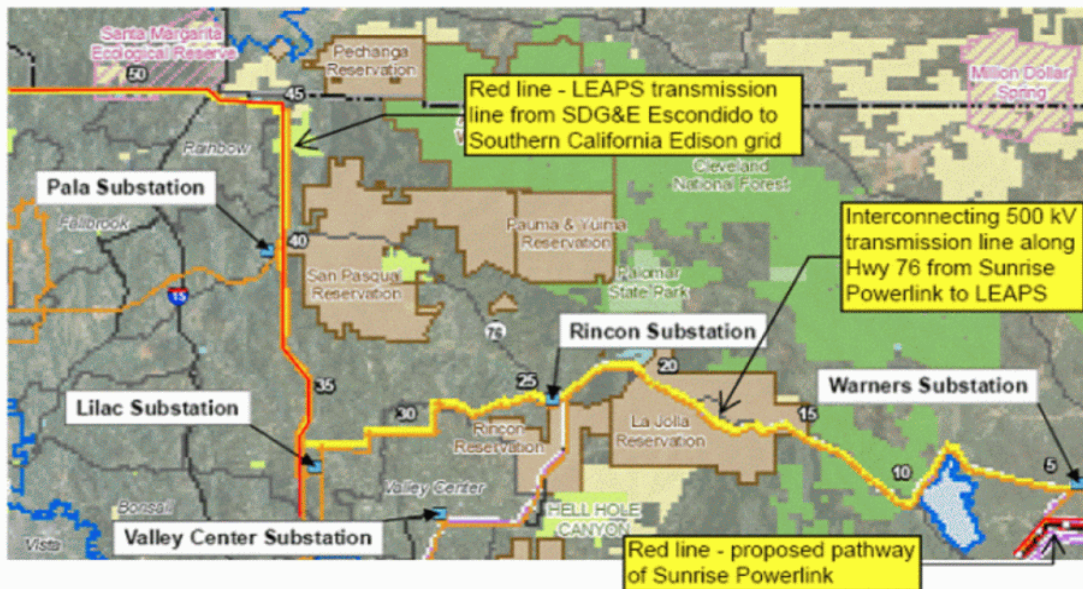 Santa Margarita
Ecological Reserve
50
Pechanga
Reservation
45
Red line - LEAPS transmission
line from SDG&E Escondido to
Southern California Edison grid
Million Dollar
Spring
Rainbow
Cleveland
National Forest
Pala Substation
Fallbrook
40
Pauma & Yuima
Reservation
Interconnecting 500 kV
transmission line along
Hwy 76 from Sunrise
Powerlink to LEAPS
San Pasqual
Reservation
Palomar
State Park
15
76
Rincon Substation
20
Warners Substation
35
25
Lilac Substation
30
15
Rincon
Reservation
La Jolla
Reservation
10
5
Valley Center
Bonsall
HELL HOLE
CANYON
Valley Center Substation
Vista
Red line - proposed pathway
of Sunrise Powerlink